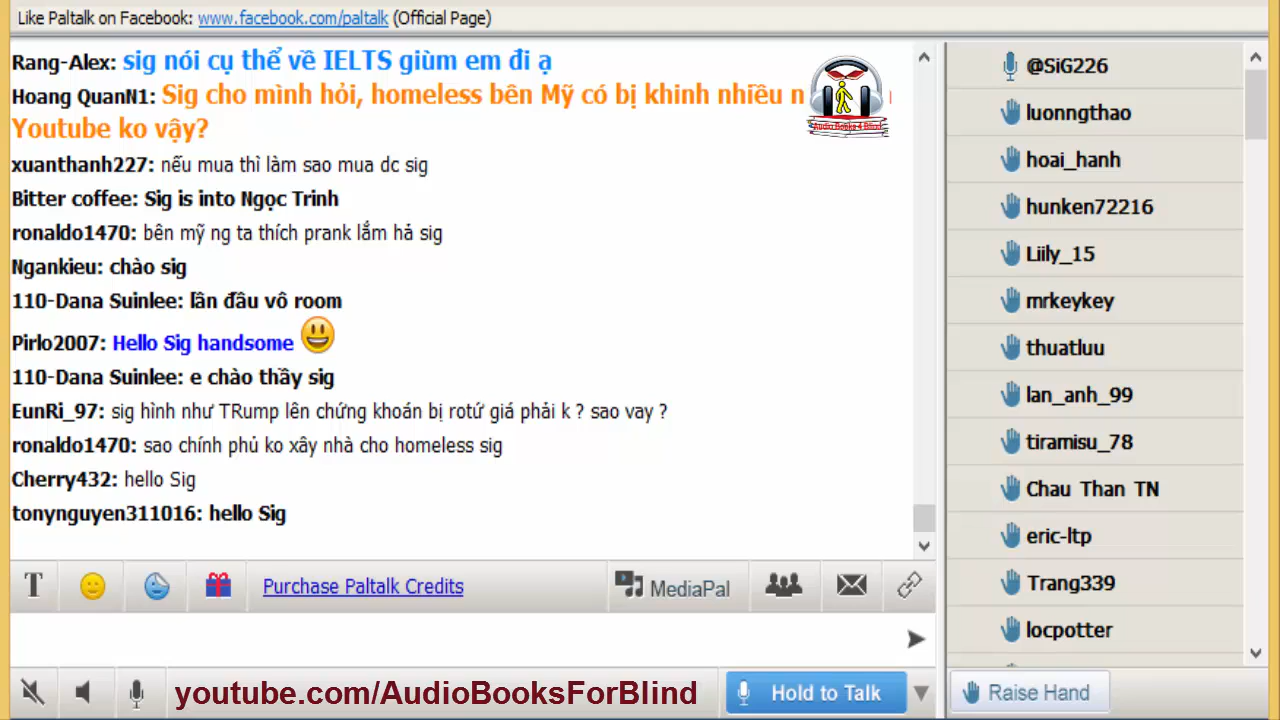 Like Paltalk on Facebook: www.facebook.com/paltalk (Official Page)
Rang-Alex: sig nói cụ thể về IELTS giùm em đi ạ
Hoang QuanN1: Sig cho mình hỏi, homeless bên Mỹ có bị khinh nhiều n
Youtube ko vậy?
xuanthanh227: nếu mua thì làm sao mua dc sig
Bitter coffee: Sig is into Ngọc Trinh
ronaldo1470: bên mỹ ng ta thích prank lắm hả sig
Ngankieu: chào sig
110-Dana Suinlee: lần đầu vô room
Pirlo2007: Hello Sig handsome
110-Dana Suinlee: e chào thầy sig
EunRi_97: sig hình như TRump lên chứng khoán bị rotứ giá phải k ? sao vay ?
ronaldo1470: sao chính phủ ko xây nhà cho homeless sig
Cherry432: hello Sig
tonynguyen311016: hello Sig
Audio Books 4 Blind
@SiG226
luonngthao
hoai_hanh
hunken72216
Liily_15
mrkeykey
thuatluu
lan_anh_99
tiramisu_78
Chau Than TN
eric-ltp
Trang339
locpotter
T
Purchase Paltalk Credits
MediaPal
youtube.com/AudioBooksForBlind
Hold to Talk
Raise Hand